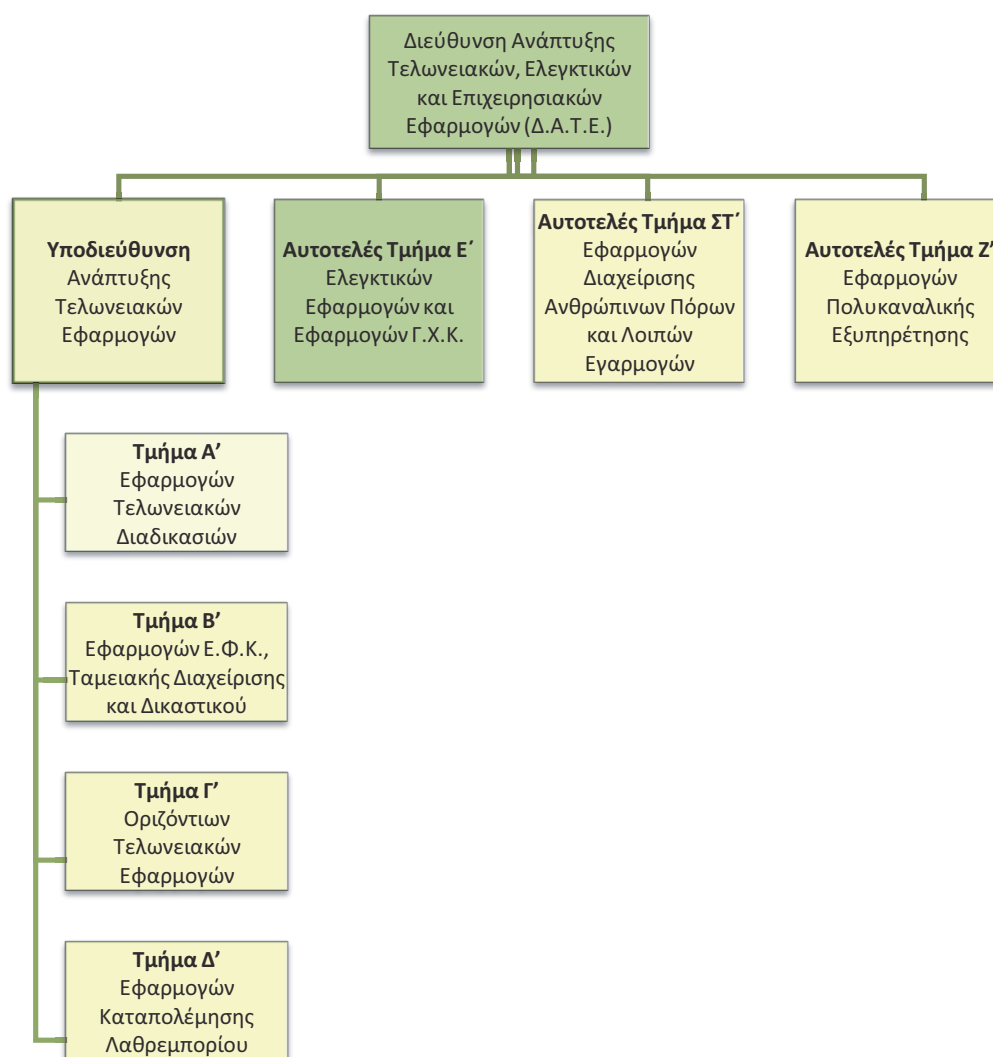 Διεύθυνση Ανάπτυξης
Τελωνειακών, Ελεγκτικών
και Επιχειρησιακών
Εφαρμογών (Δ.Α.Τ.Ε.)
Υποδιεύθυνση
Ανάπτυξης
Τελωνειακών
Εφαρμογών
Αυτοτελές Τμήμα Ε΄
Ελεγκτικών
Εφαρμογών και
Εφαρμογών Γ.Χ.Κ.
Αυτοτελές Τμήμα ΣΤ΄
Εφαρμογών
Διαχείρισης
Ανθρώπινων Πόρων
και Λοιπών
Εγαρμογών
Αυτοτελές Τμήμα Ζ'
Εφαρμογών
Πολυκαναλικής
Εξυπηρέτησης
Τμήμα Α’
Εφαρμογών
Τελωνειακών
Διαδικασιών
Τμήμα Β’
Εφαρμογών Ε.Φ.Κ.,
Ταμειακής Διαχείρισης
και Δικαστικού
Τμήμα Γ’
Οριζόντιων
Τελωνειακών
Εφαρμογών
Τμήμα Δ’
Εφαρμογών
Καταπολέμησης
Λαθρεμπορίου